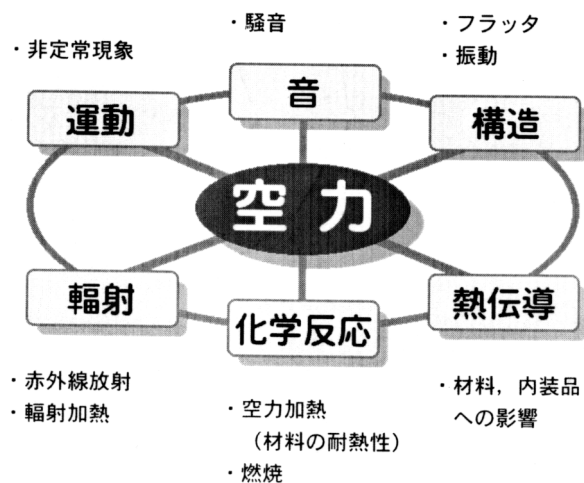 ・騒音
・フラッタ
・振動
・非定常現象
音
運動
構造
空力
輻射
化学反応
熱伝導
・赤外線放射
・輻射加熱
・空力加熱
（材料の耐熱性）
・燃焼
・材料，内装品
への影響